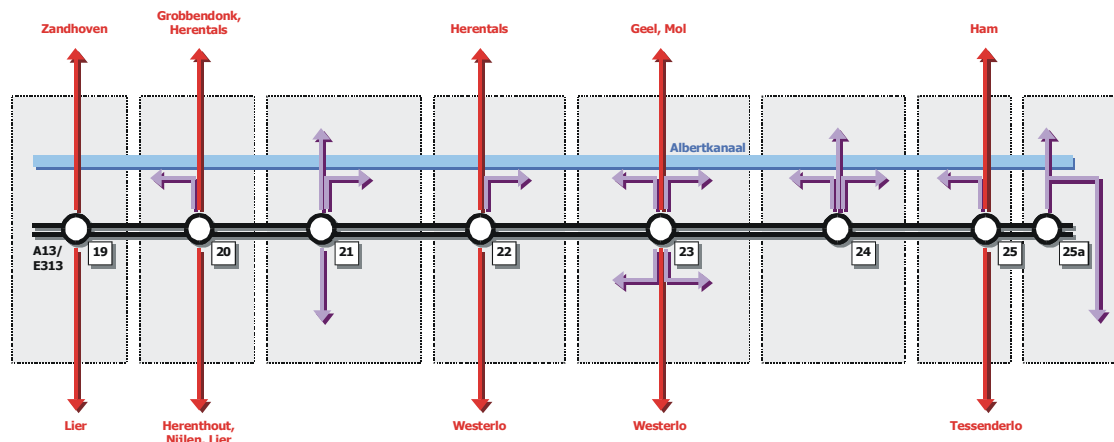 Zandhoven
Grobbendonk,
Herentals
Herentals
Geel, Mol
Ham
Albertkanaal
A13/
E313
19
20
21
22
23
24
25
25a
Lier
Herenthout,
Nijlen, Lier
Westerlo
Westerlo
Tessenderlo